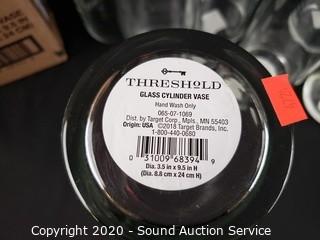 VASE
THRESHOLD
GLASS CYLINDER VASE
Hand Wash Only
065-07-1069
Dist. by Target Corp., Mpls, MN 55403
Origin: USA ©2018 Target Brands, Inc.
1-800-440-0680
0 31009 68394 9
Dia. 3.5 in x 9.5 in H
(Dia. 8.8 cm x 24 cm H)
Copyright 2020 - Sound Auction Service